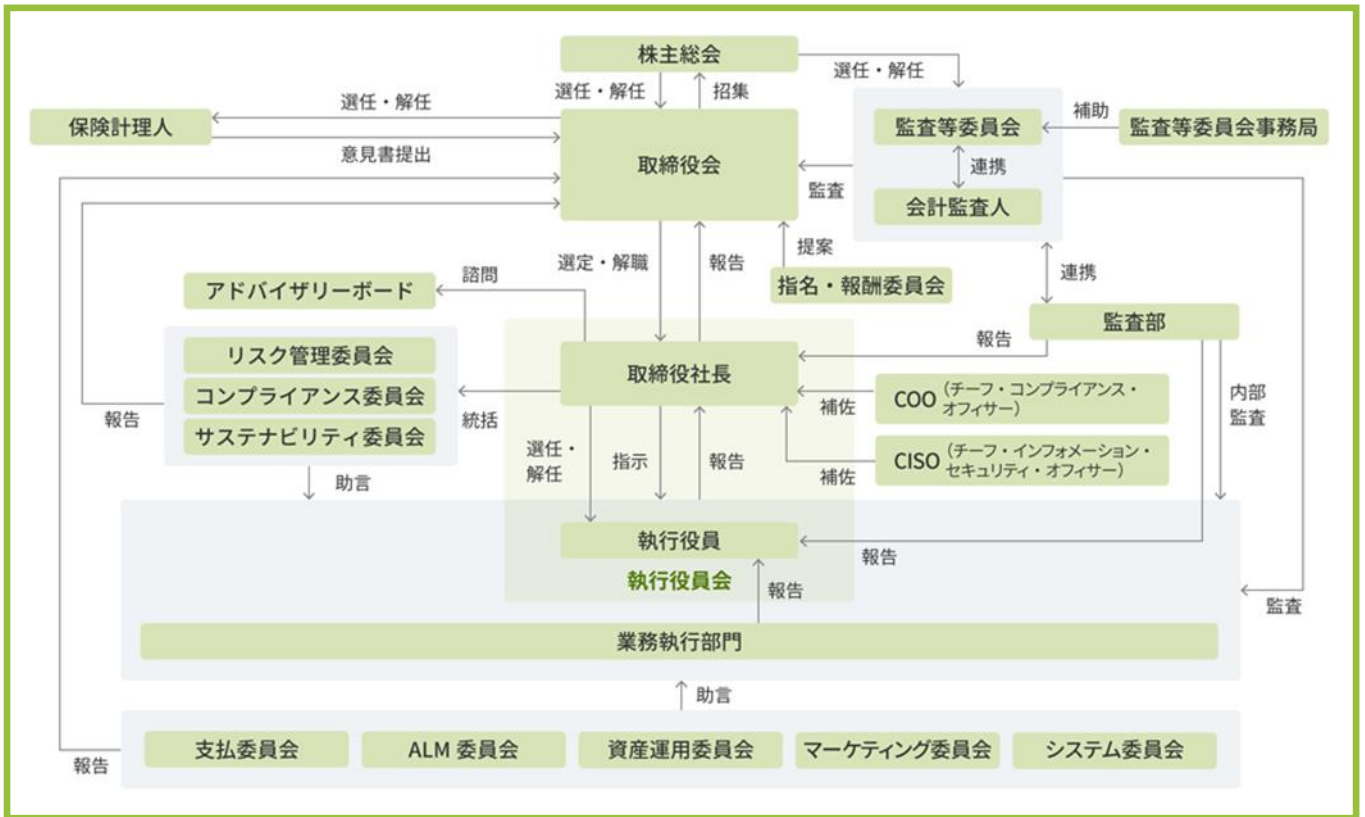 株主総会
選任・解任
選任・解任
招集
選任・解任
保険計理人
意見書提出
取締役会
監査
監査等委員会
補助
監査等委員会事務局
連携
会計監査人
選定・解職
報告
提案
指名・報酬委員会
連携
諮問
アドバイザリーボード
監査部
報告
リスク管理委員会
コンプライアンス委員会
サステナビリティ委員会
報告
統括
取締役社長
補佐
COO（チーフ・コンプライアンス・
オフィサー）
内部
監査
補佐
CISO（チーフ・インフォメーション・
セキュリティ・オフィサー）
選任・
解任
指示
報告
助言
執行役員
執行役員会
報告
報告
監査
業務執行部門
助言
報告
支払委員会
ALM 委員会
資産運用委員会
マーケティング委員会
システム委員会